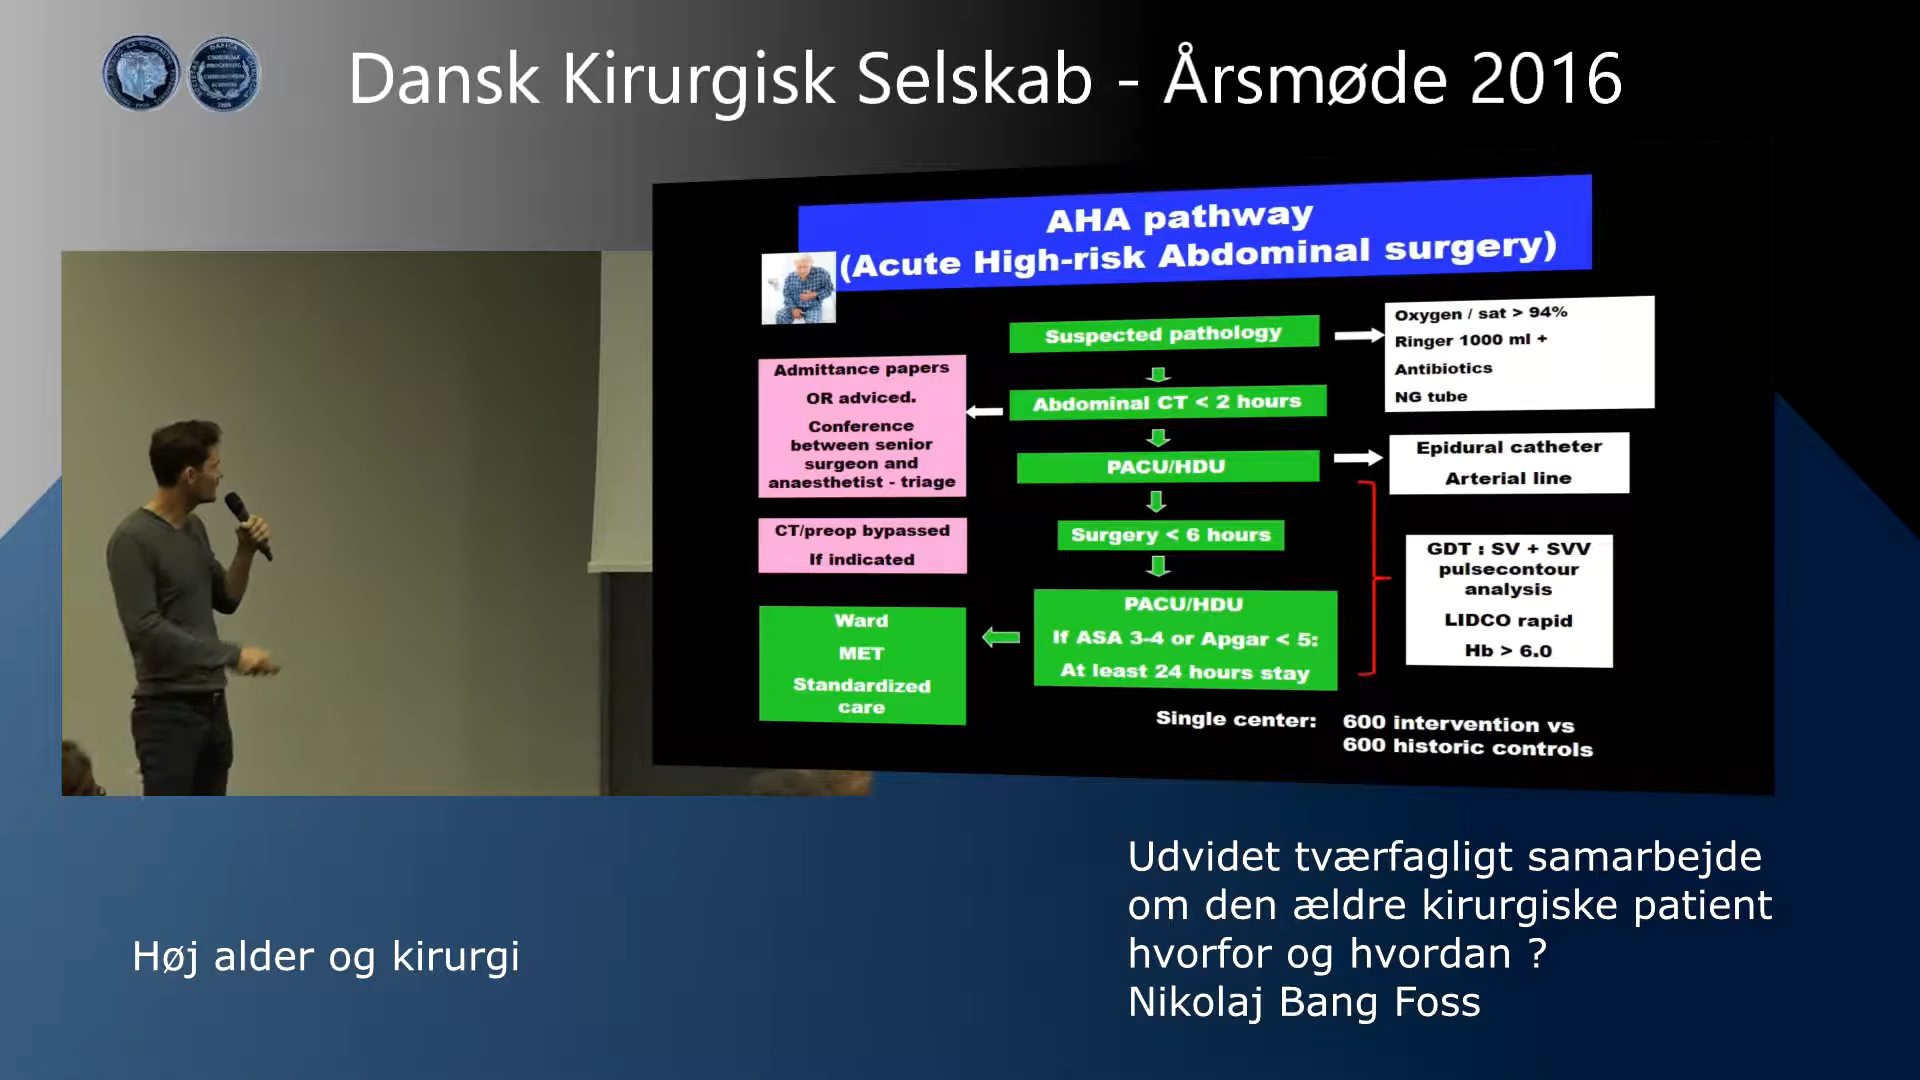 Dansk Kirurgisk Selskab - Årsmøde 2016
AHA pathway
(Acute High-risk Abdominal surgery)
Suspected pathology
Oxygen / sat > 94%
Ringer 1000 ml +
Antibiotics
NG tube
Admittance papers
OR adviced.
Conference
between senior
surgeon and
anaesthetist - triage
Abdominal CT < 2 hours
PACU/HDU
Epidural catheter
Arterial line
CT/preop bypassed
If indicated
Surgery < 6 hours
GDT : SV + SVV
pulsecontour
analysis
LIDCO rapid
Hb > 6.0
PACU/HDU
If ASA 3-4 or Apgar < 5:
At least 24 hours stay
Ward
MET
Standardized
care
Single center:
600 intervention vs
600 historic controls
Høj alder og kirurgi
Udvidet tværfagligt samarbejde
om den ældre kirurgiske patient
hvorfor og hvordan ?
Nikolaj Bang Foss